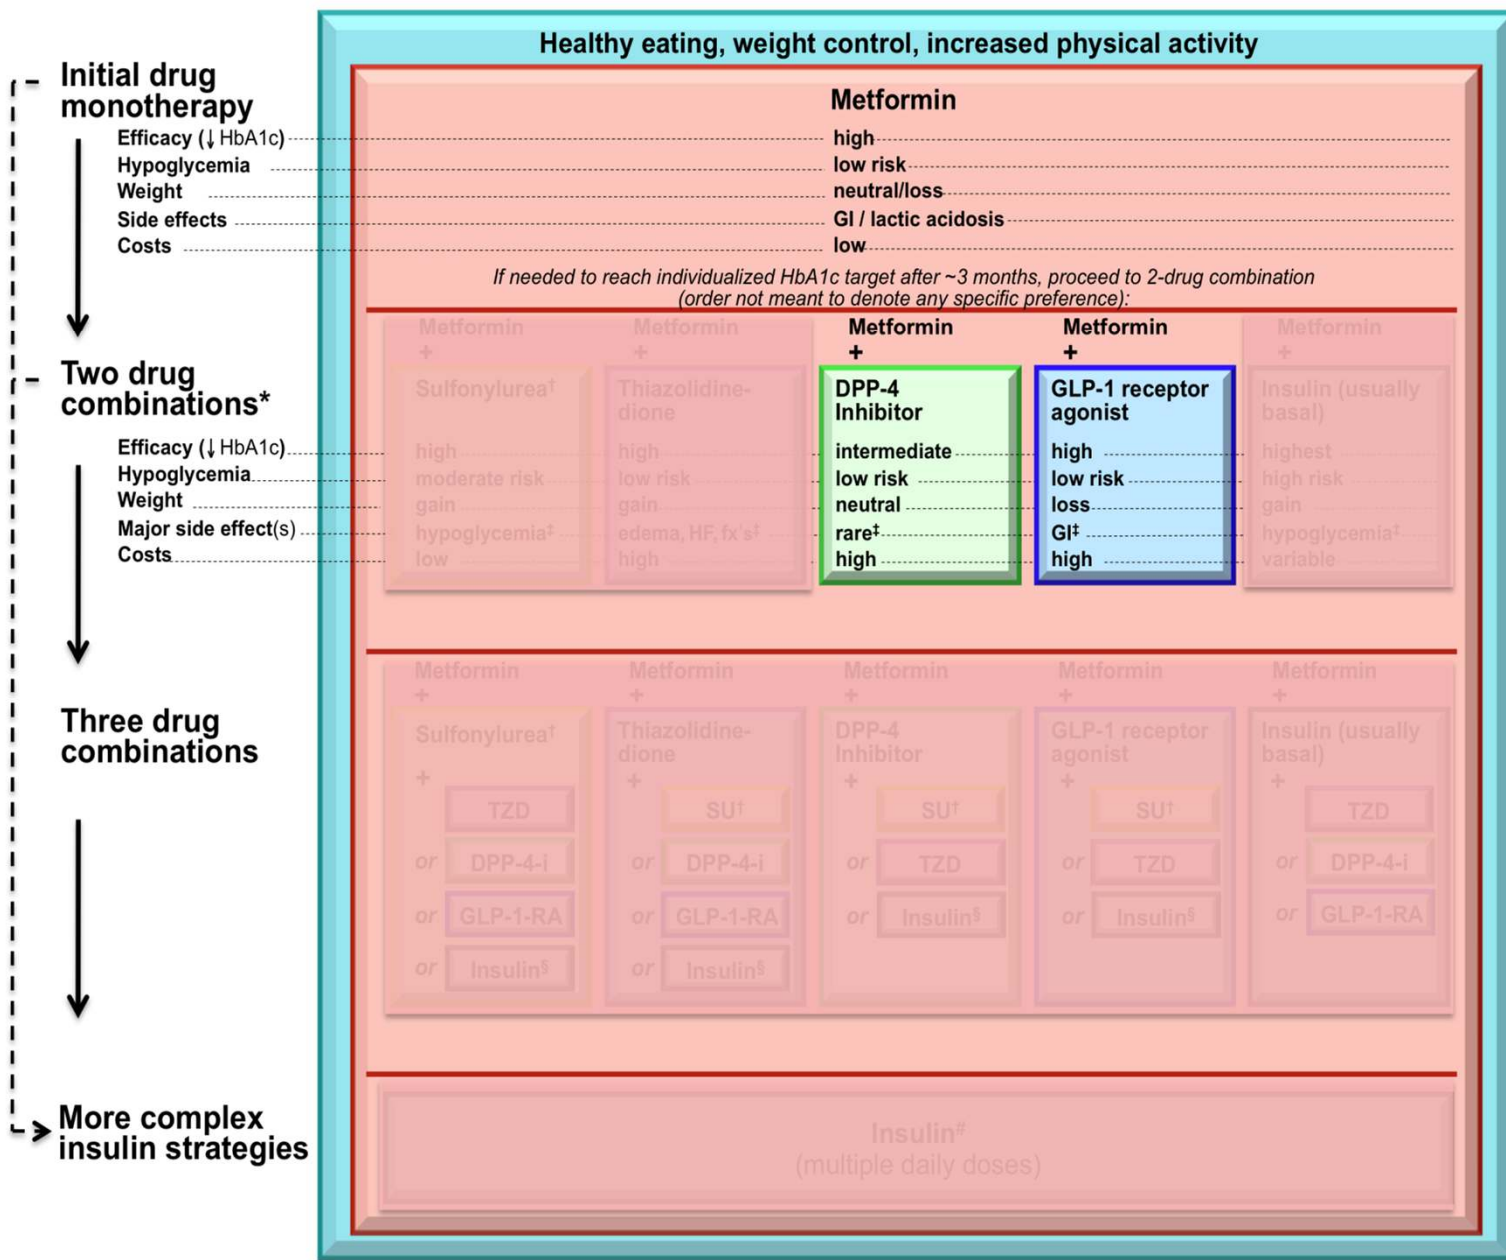 Healthy eating, weight control, increased physical activity
Initial drug
monotherapy
Metformin
Efficacy (↓ HbA1c)
high
Hypoglycemia
low risk
Weight
neutral/loss
Side effects
GI / lactic acidosis
Costs
low
If needed to reach individualized HbA1c target after ~3 months, proceed to 2-drug combination
(order not meant to denote any specific preference):
Two drug
combinations*
Metformin
+
Sulfonylurea†
Metformin
+
Thiazolidine-
dione
Metformin
+
DPP-4
Inhibitor
Metformin
+
GLP-1 receptor
agonist
Metformin
+
Insulin (usually
basal)
Efficacy (↓ HbA1c) high high intermediate high highest
Hypoglycemia moderate risk low risk low risk low risk high risk
Weight gain gain neutral loss gain
Major side effect(s) hypoglycemia‡ edema, HF, fx's‡ rare‡ GI‡ hypoglycemia‡
Costs low high high high variable
Three drug
combinations
Metformin
+
Sulfonylurea†
+
TZD
or DPP-4-i
or GLP-1-RA
or Insulin§
Metformin
+
Thiazolidine-
dione
+
SU†
or DPP-4-i
or GLP-1-RA
or Insulin§
Metformin
+
DPP-4
Inhibitor
+
SU†
or TZD
or Insulin§
Metformin
+
GLP-1 receptor
agonist
+
SU†
or TZD
or Insulin§
Metformin
+
Insulin (usually
basal)
+
TZD
or DPP-4-i
or GLP-1-RA
More complex
insulin strategies
Insulin#
(multiple daily doses)